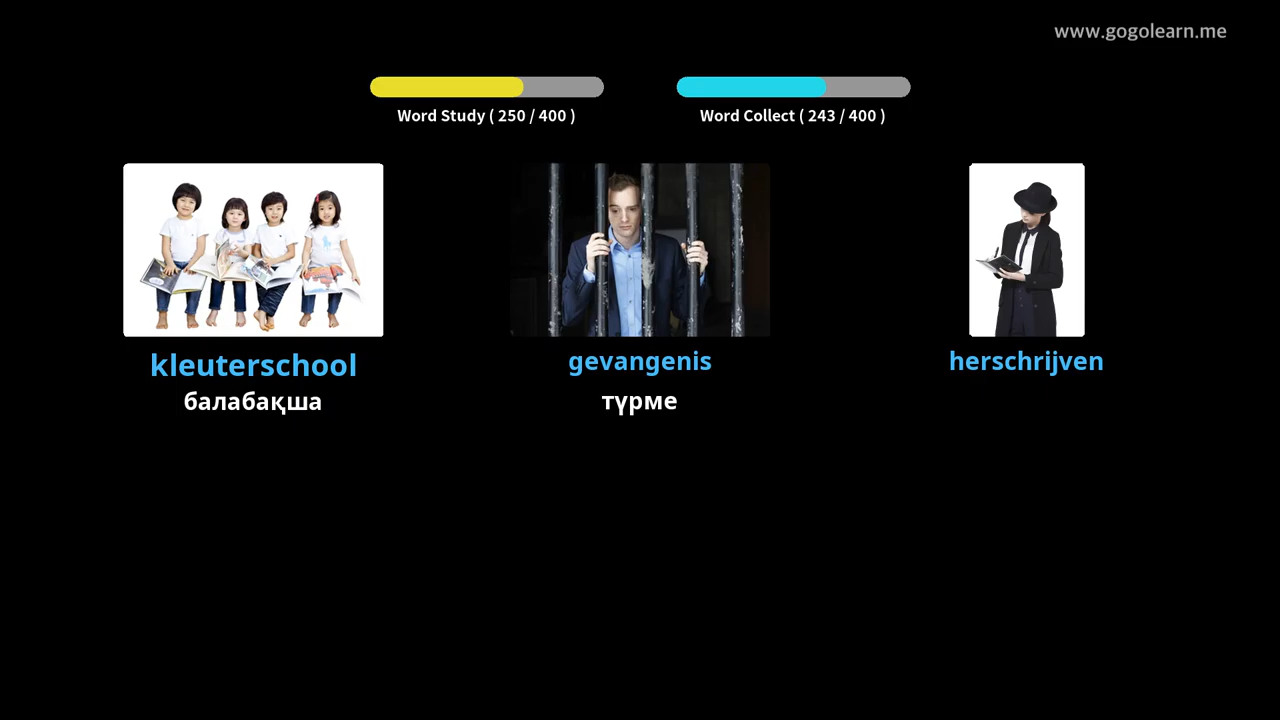 www.gogolearn.me
Word Study ( 250 / 400 )
Word Collect ( 243 / 400 )
kleuterschool
балабақша
gevangenis
түрме
herschrijven